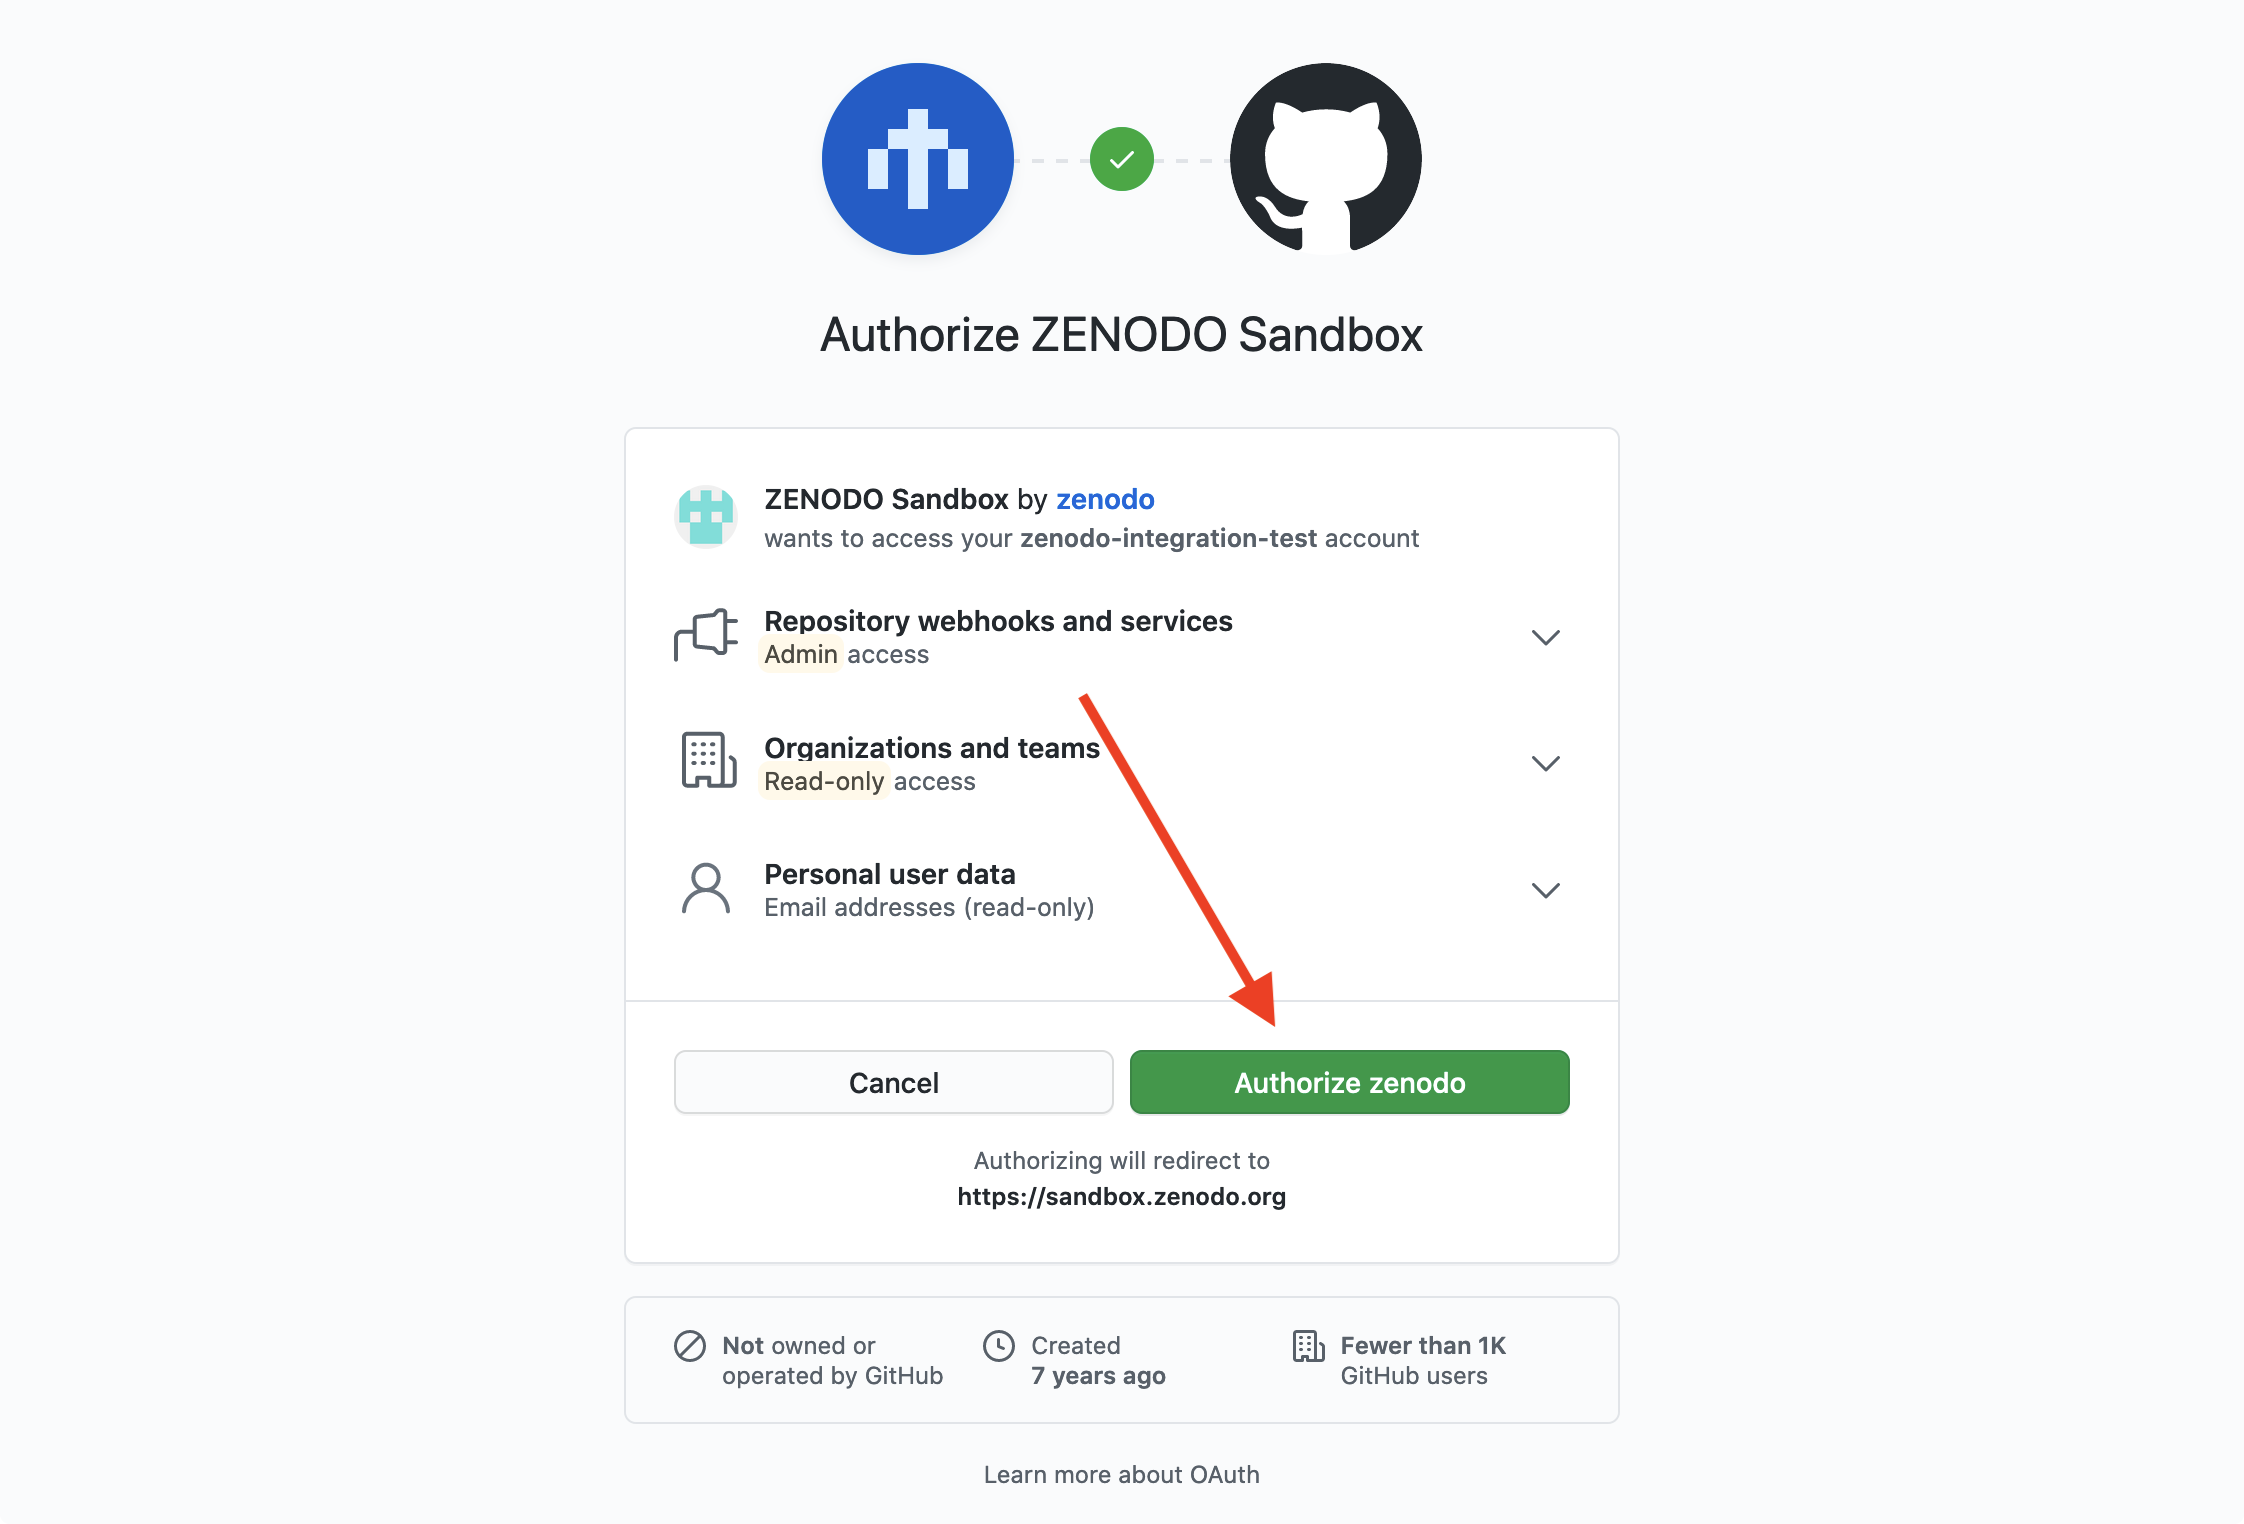 Authorize ZENODO Sandbox
ZENODO Sandbox by zenodo
wants to access your zenodo-integration-test account
Repository webhooks and services
Admin access
Organizations and teams
Read-only access
Personal user data
Email addresses (read-only)
Cancel
Authorize zenodo
Authorizing will redirect to
https://sandbox.zenodo.org
Not owned or
operated by GitHub
Created
7 years ago
Fewer than 1K
GitHub users
Learn more about OAuth